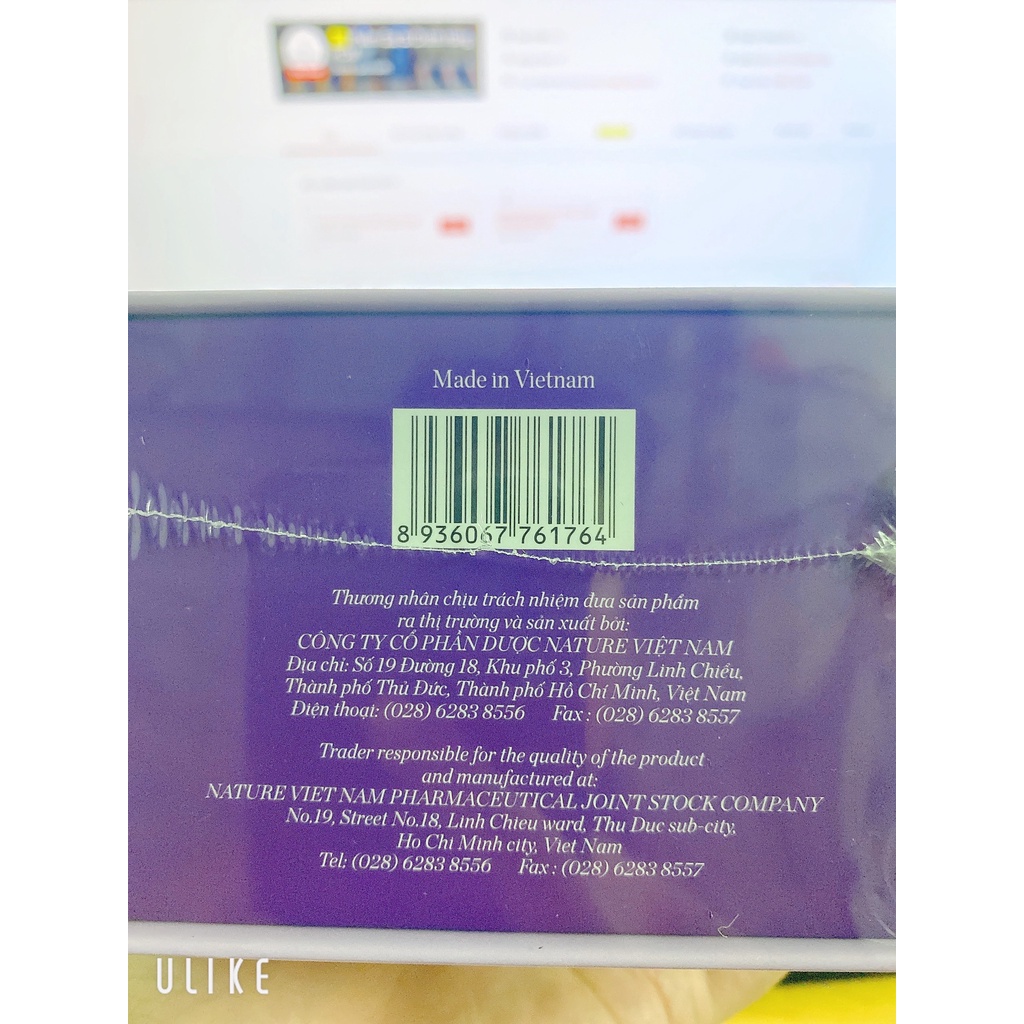 Made in Vietnam
8 936067 761764
Thương nhân chịu trách nhiệm đưa sản phẩm
ra thị trường và sản xuất bởi:
CÔNG TY CỔ PHẦN DƯỢC NATURE VIỆT NAM
Địa chỉ: Số 19 Đường 18, Khu phố 3, Phường Linh Chiểu,
Thành phố Thủ Đức, Thành phố Hồ Chí Minh, Việt Nam
Điện thoại: (028) 6283 8556 Fax : (028) 6283 8557
Trader responsible for the quality of the product
and manufactured at:
NATURE VIET NAM PHARMACEUTICAL JOINT STOCK COMPANY
No.19, Street No.18, Linh Chieu ward, Thu Duc sub-city,
Ho Chi Minh city, Viet Nam
Tel: (028) 6283 8556 Fax : (028) 6283 8557
ULIKE